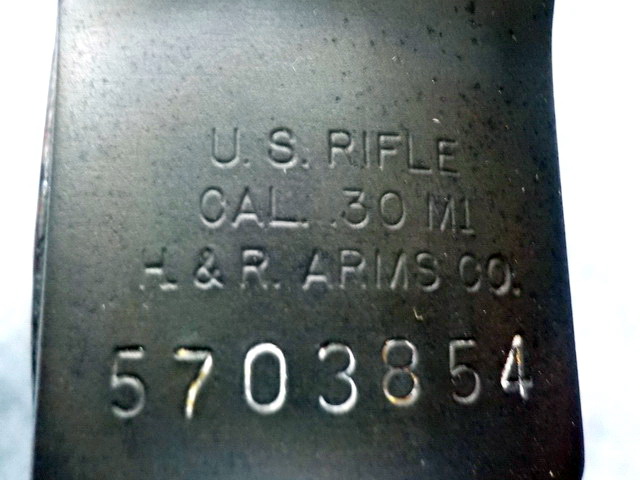 U. S. RIFLE
CAL. .30 M1
H. & R. ARMS CO.
5703854